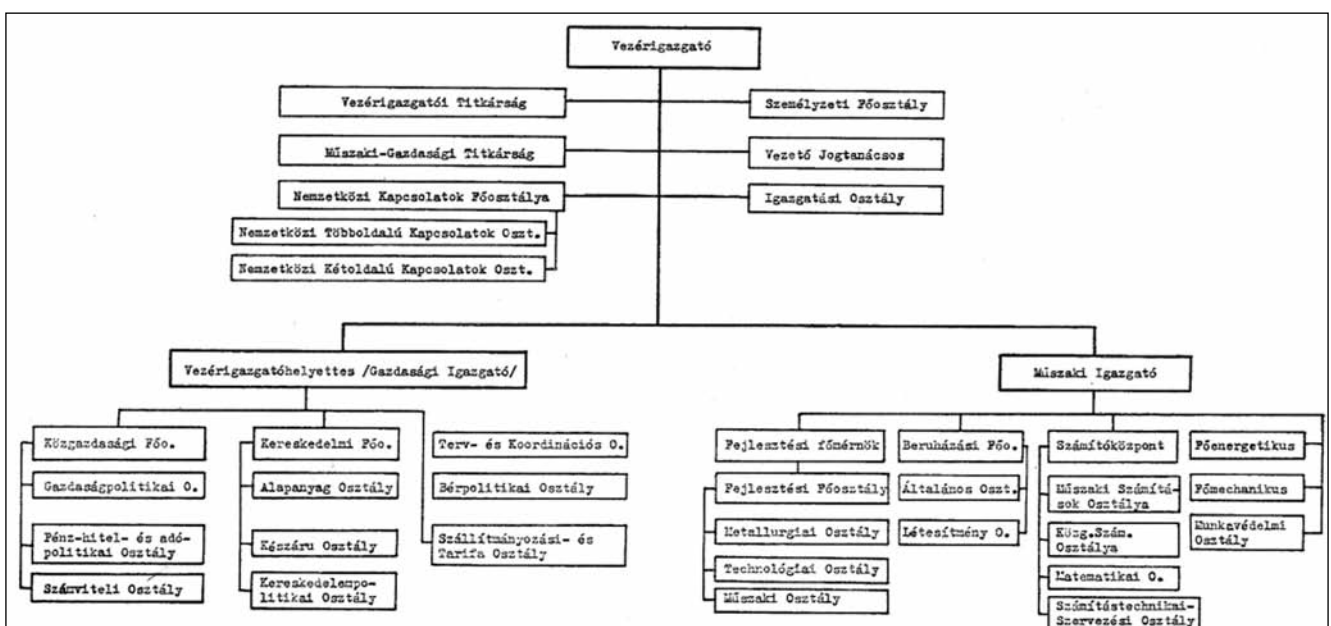 Vezérigazgató
Vezérigazgatói Titkárság
Személyzeti Főosztály
Műszaki-Gazdasági Titkárság
Vezető Jogtanácsos
Nemzetközi Kapcsolatok Főosztálya
Igazgatási Osztály
Nemzetközi Többoldalú Kapcsolatok Oszt.
Nemzetközi Kétoldalú Kapcsolatok Oszt.
Vezérigazgatóhelyettes /Gazdasági Igazgató/
Műszaki Igazgató
Közgazdasági Főo.
Gazdaságpolitikai O.
Pénz-hitel- és adó-
politikai Osztály
Számviteli Osztály
Kereskedelmi Főo.
Alapanyag Osztály
Készáru Osztály
Kereskedelempo-
litikai Osztály
Terv- és Koordinációs O.
Bérpolitikai Osztály
Szállítmányozási- és
Tarifa Osztály
Fejlesztési főmérnök
Fejlesztési Főosztály
Metallurgiai Osztály
Technológiai Osztály
Műszaki Osztály
Beruházási Főo.
Általános Oszt.
Létesítmény O.
Számítóközpont
Műszaki Számítá-
sok Osztálya
Közg.Szám.
Osztálya
Matematikai O.
Számítástechnikai-
Szervezési Osztály
Főenergetikus
Főmechanikus
Munkavédelmi
Osztály